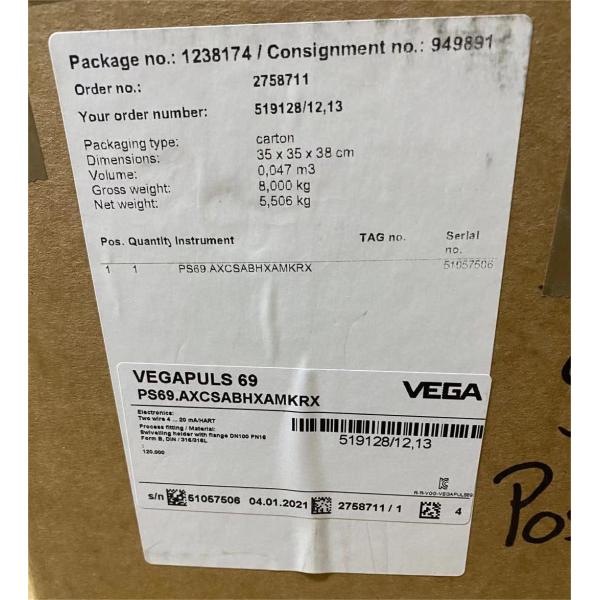 Package no.: 1238174 / Consignment no.: 949891
Order no.: 2758711
Your order number: 519128/12,13
Packaging type: carton
Dimensions: 35 x 35 x 38 cm
Volume: 0,047 m3
Gross weight: 8,000 kg
Net weight: 5,506 kg
Pos. Quantity Instrument TAG no. Serial no.
1 1 PS69.AXCSABHXAMKRX 51057506
VEGAPULS 69 VEGA
PS69.AXCSABHXAMKRX
Electronics:
Two wire 4 ... 20 mA/HART
Process fitting / Material:
Swivelling holder with flange DN100 PN16
Form B, DIN / 316/316L
:
120.000
519128/12,13
R-R-VGG-VEGAPULS69
s/n 51057506 04.01.2021 2758711 / 1 4
Pos